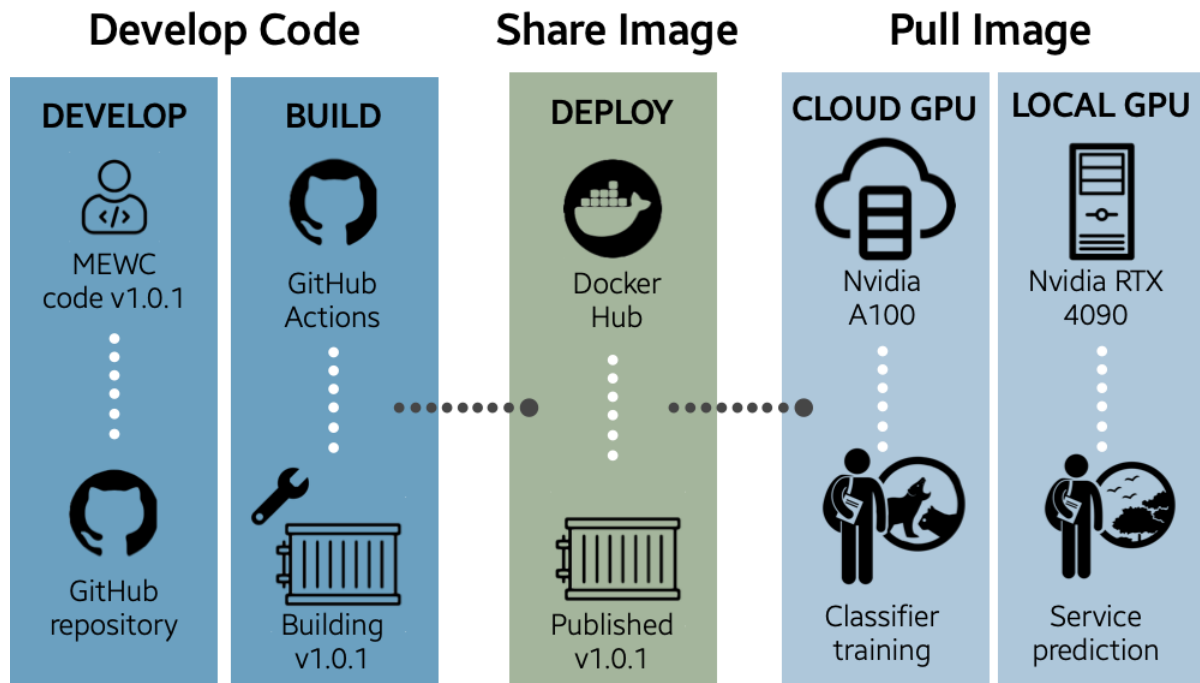 Develop Code
Share Image
Pull Image
DEVELOP
MEWC
code v1.0.1
GitHub
repository
BUILD
GitHub
Actions
Building
v1.0.1
DEPLOY
Docker
Hub
Published
v1.0.1
CLOUD GPU
Nvidia
A100
Classifier
training
LOCAL GPU
Nvidia RTX
4090
Service
prediction